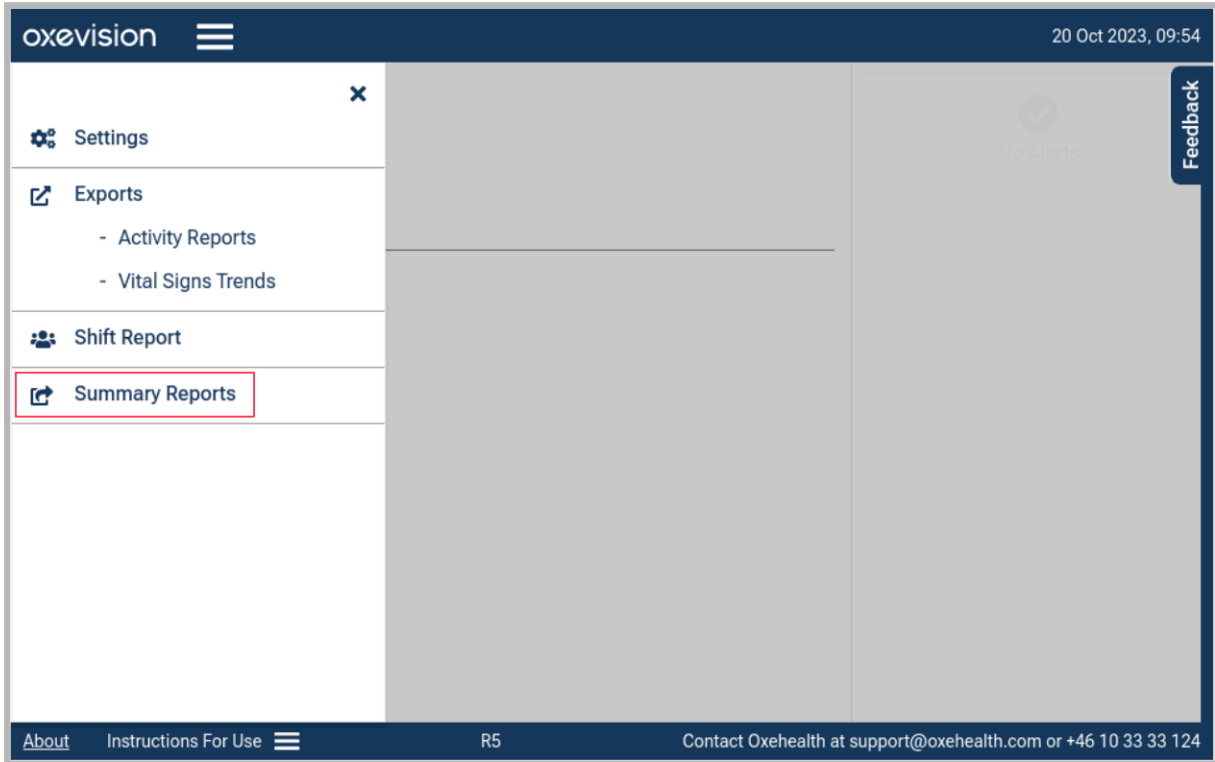 oxevision
20 Oct 2023, 09:54
Feedback
Settings
Exports
- Activity Reports
- Vital Signs Trends
Shift Report
Summary Reports
No Alerts
About
Instructions For Use
R5
Contact Oxehealth at support@oxehealth.com or +46 10 33 33 124